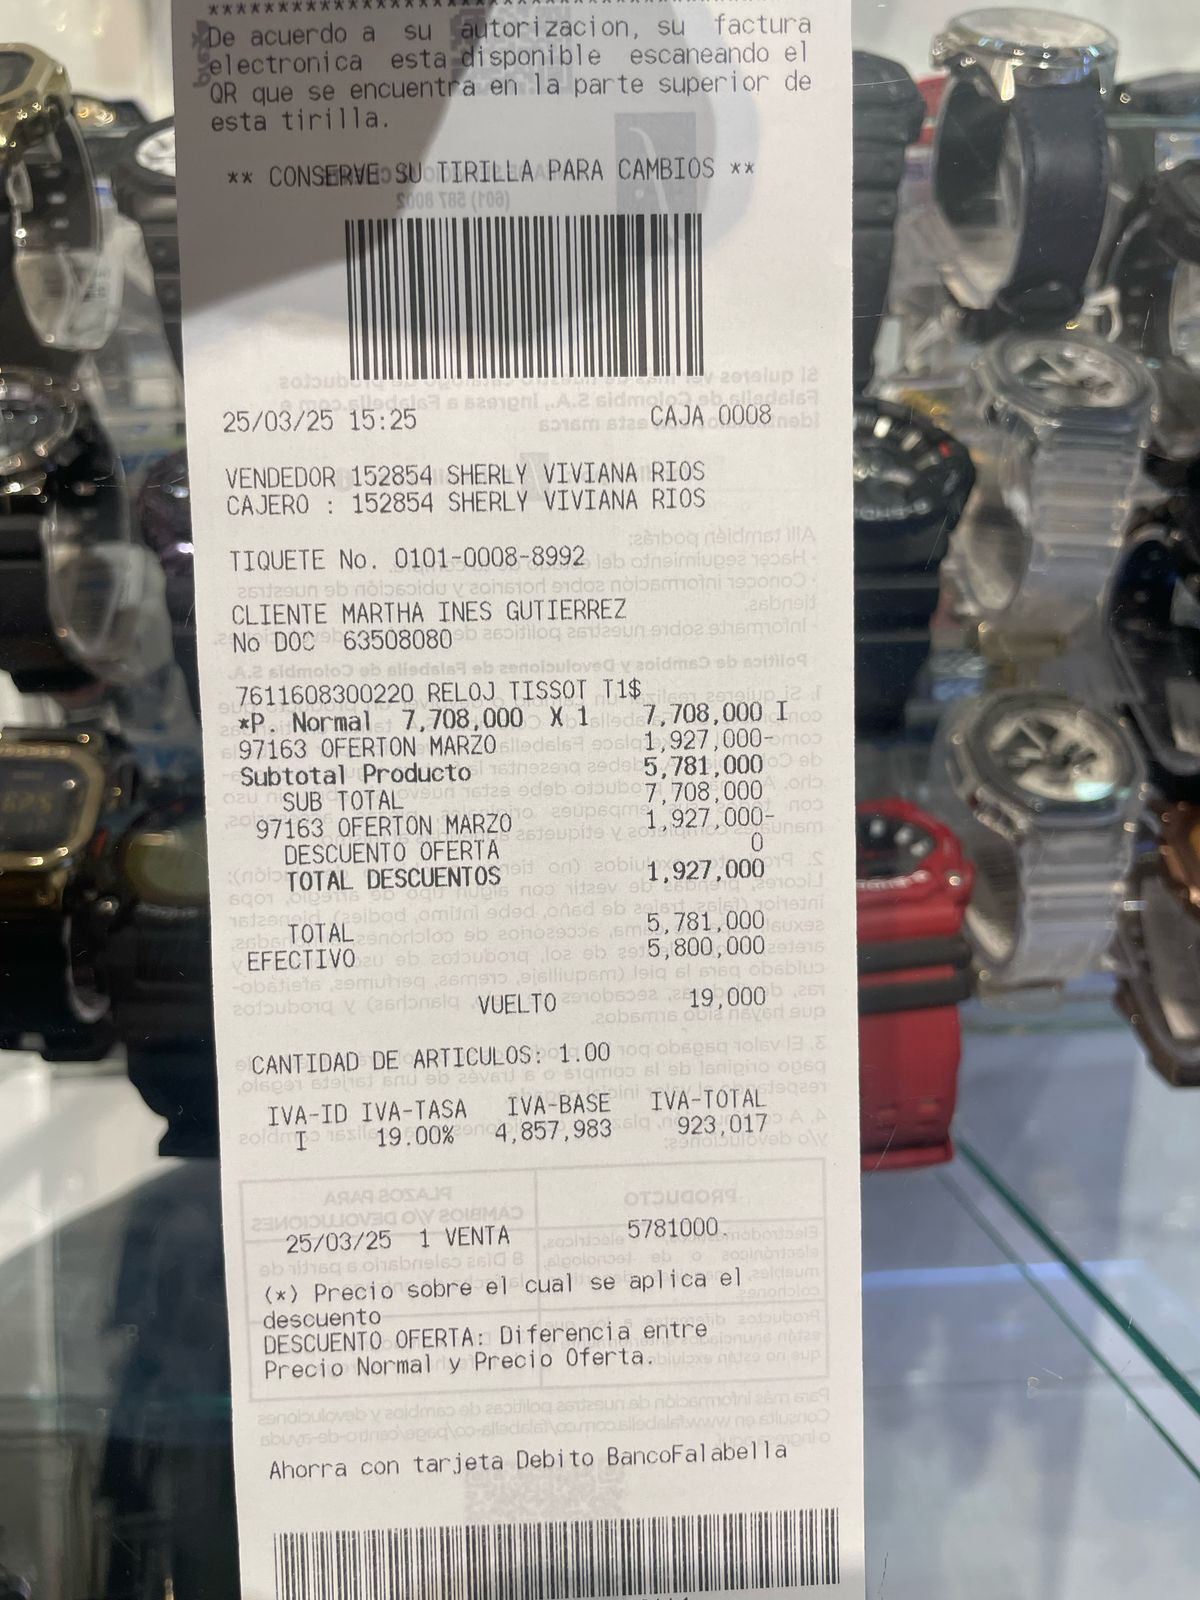 ****************************************
De acuerdo a su autorizacion, su factura
electronica esta disponible escaneando el
QR que se encuentra en la parte superior de
esta tirilla.
** CONSERVE SU TIRILLA PARA CAMBIOS **
(601) 587 8002
25/03/25 15:25 CAJA 0008
VENDEDOR 152854 SHERLY VIVIANA RIOS
CAJERO : 152854 SHERLY VIVIANA RIOS
TIQUETE No. 0101-0008-8992
CLIENTE MARTHA INES GUTIERREZ
No DOC 63508080
7611608300220 RELOJ TISSOT T1$
*P. Normal 7,708,000 X 1 7,708,000 I
97163 OFERTON MARZO 1,927,000-
Subtotal Producto 5,781,000
SUB TOTAL 7,708,000
97163 OFERTON MARZO 1,927,000-
DESCUENTO OFERTA 0
TOTAL DESCUENTOS 1,927,000
TOTAL 5,781,000
EFECTIVO 5,800,000
VUELTO 19,000
CANTIDAD DE ARTICULOS: 1.00
IVA-ID IVA-TASA IVA-BASE IVA-TOTAL
I 19.00% 4,857,983 923,017
25/03/25 1 VENTA 5781000.
(*) Precio sobre el cual se aplica el
descuento
DESCUENTO OFERTA: Diferencia entre
Precio Normal y Precio Oferta.
Ahorra con tarjeta Debito BancoFalabella